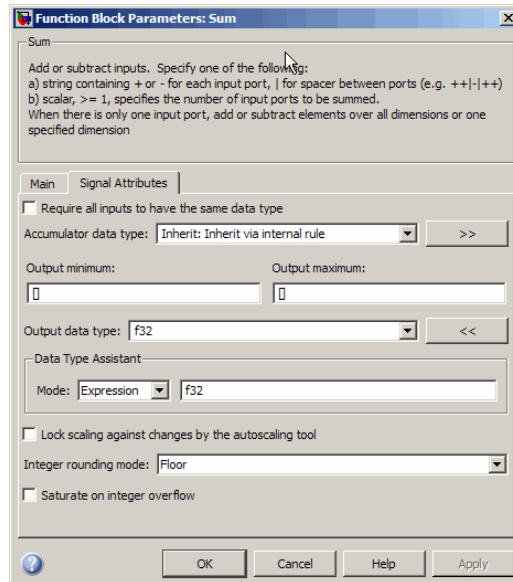 Function Block Parameters: Sum
Sum
Add or subtract inputs. Specify one of the following:
a) string containing + or - for each input port, | for spacer between ports (e.g. ++|-|++)
b) scalar, >= 1, specifies the number of input ports to be summed.
When there is only one input port, add or subtract elements over all dimensions or one
specified dimension
Main Signal Attributes
Require all inputs to have the same data type
Accumulator data type: Inherit: Inherit via internal rule >>
Output minimum: Output maximum:
[] []
Output data type: f32 <<
Data Type Assistant
Mode: Expression f32
Lock scaling against changes by the autoscaling tool
Integer rounding mode: Floor
Saturate on integer overflow
OK Cancel Help Apply